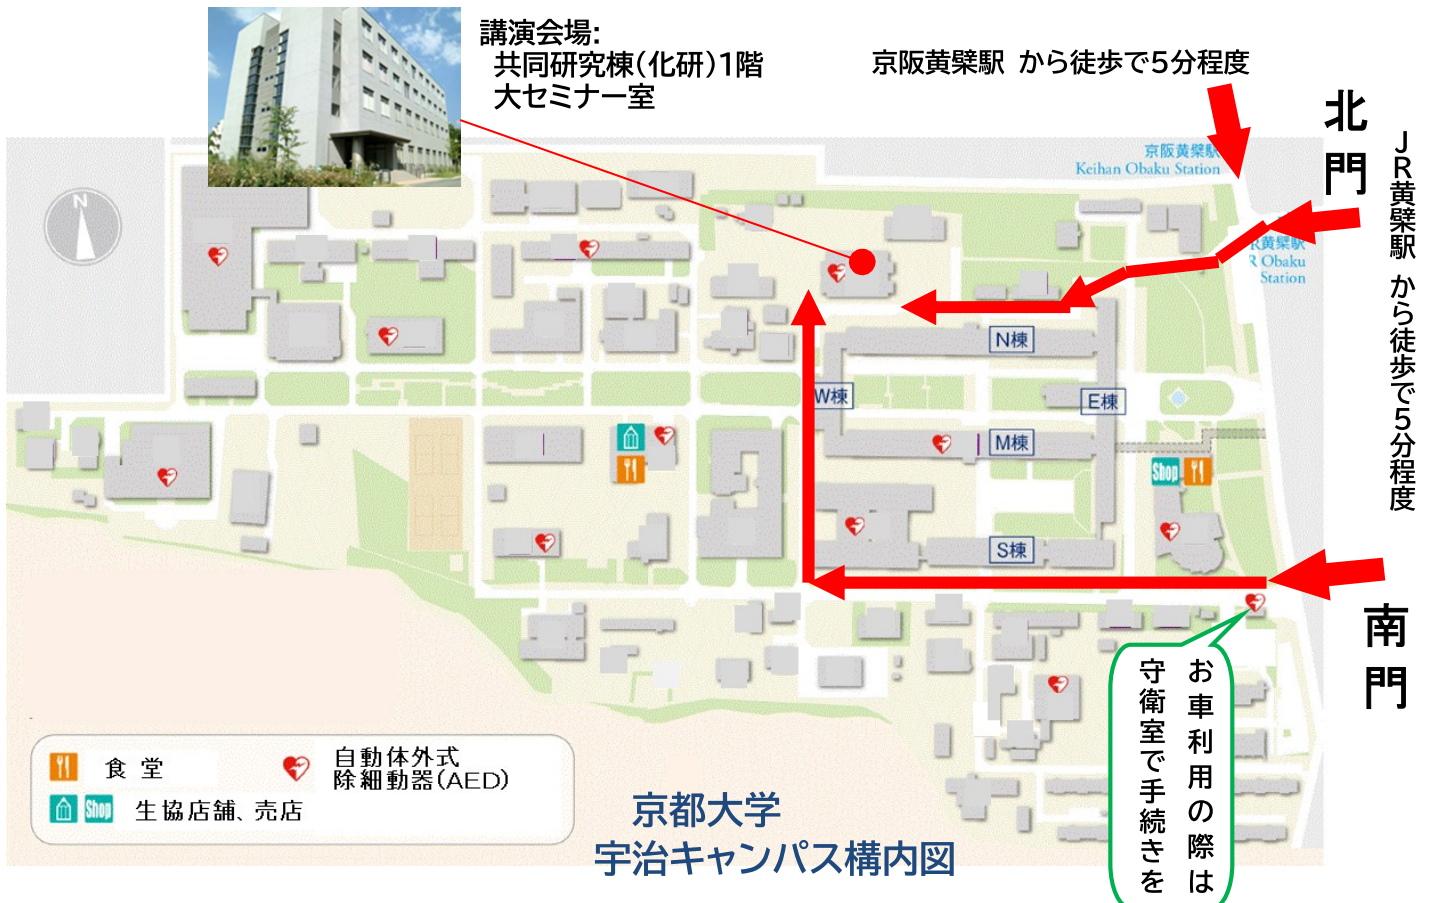 講演会場:
共同研究棟(化研)1階
大セミナー室
京阪黄檗駅 から徒歩で5分程度
北門
JR黄檗駅 から徒歩で5分程度
京阪黄檗駅
Keihan Obaku Station
R黄檗駅
R Obaku
Station
N
N棟
W棟
E棟
M棟
Shop
S棟
南門
お車利用の際は
守衛室で手続きを
食堂
自動体外式
除細動器(AED)
Shop
生協店舗、売店
京都大学
宇治キャンパス構内図